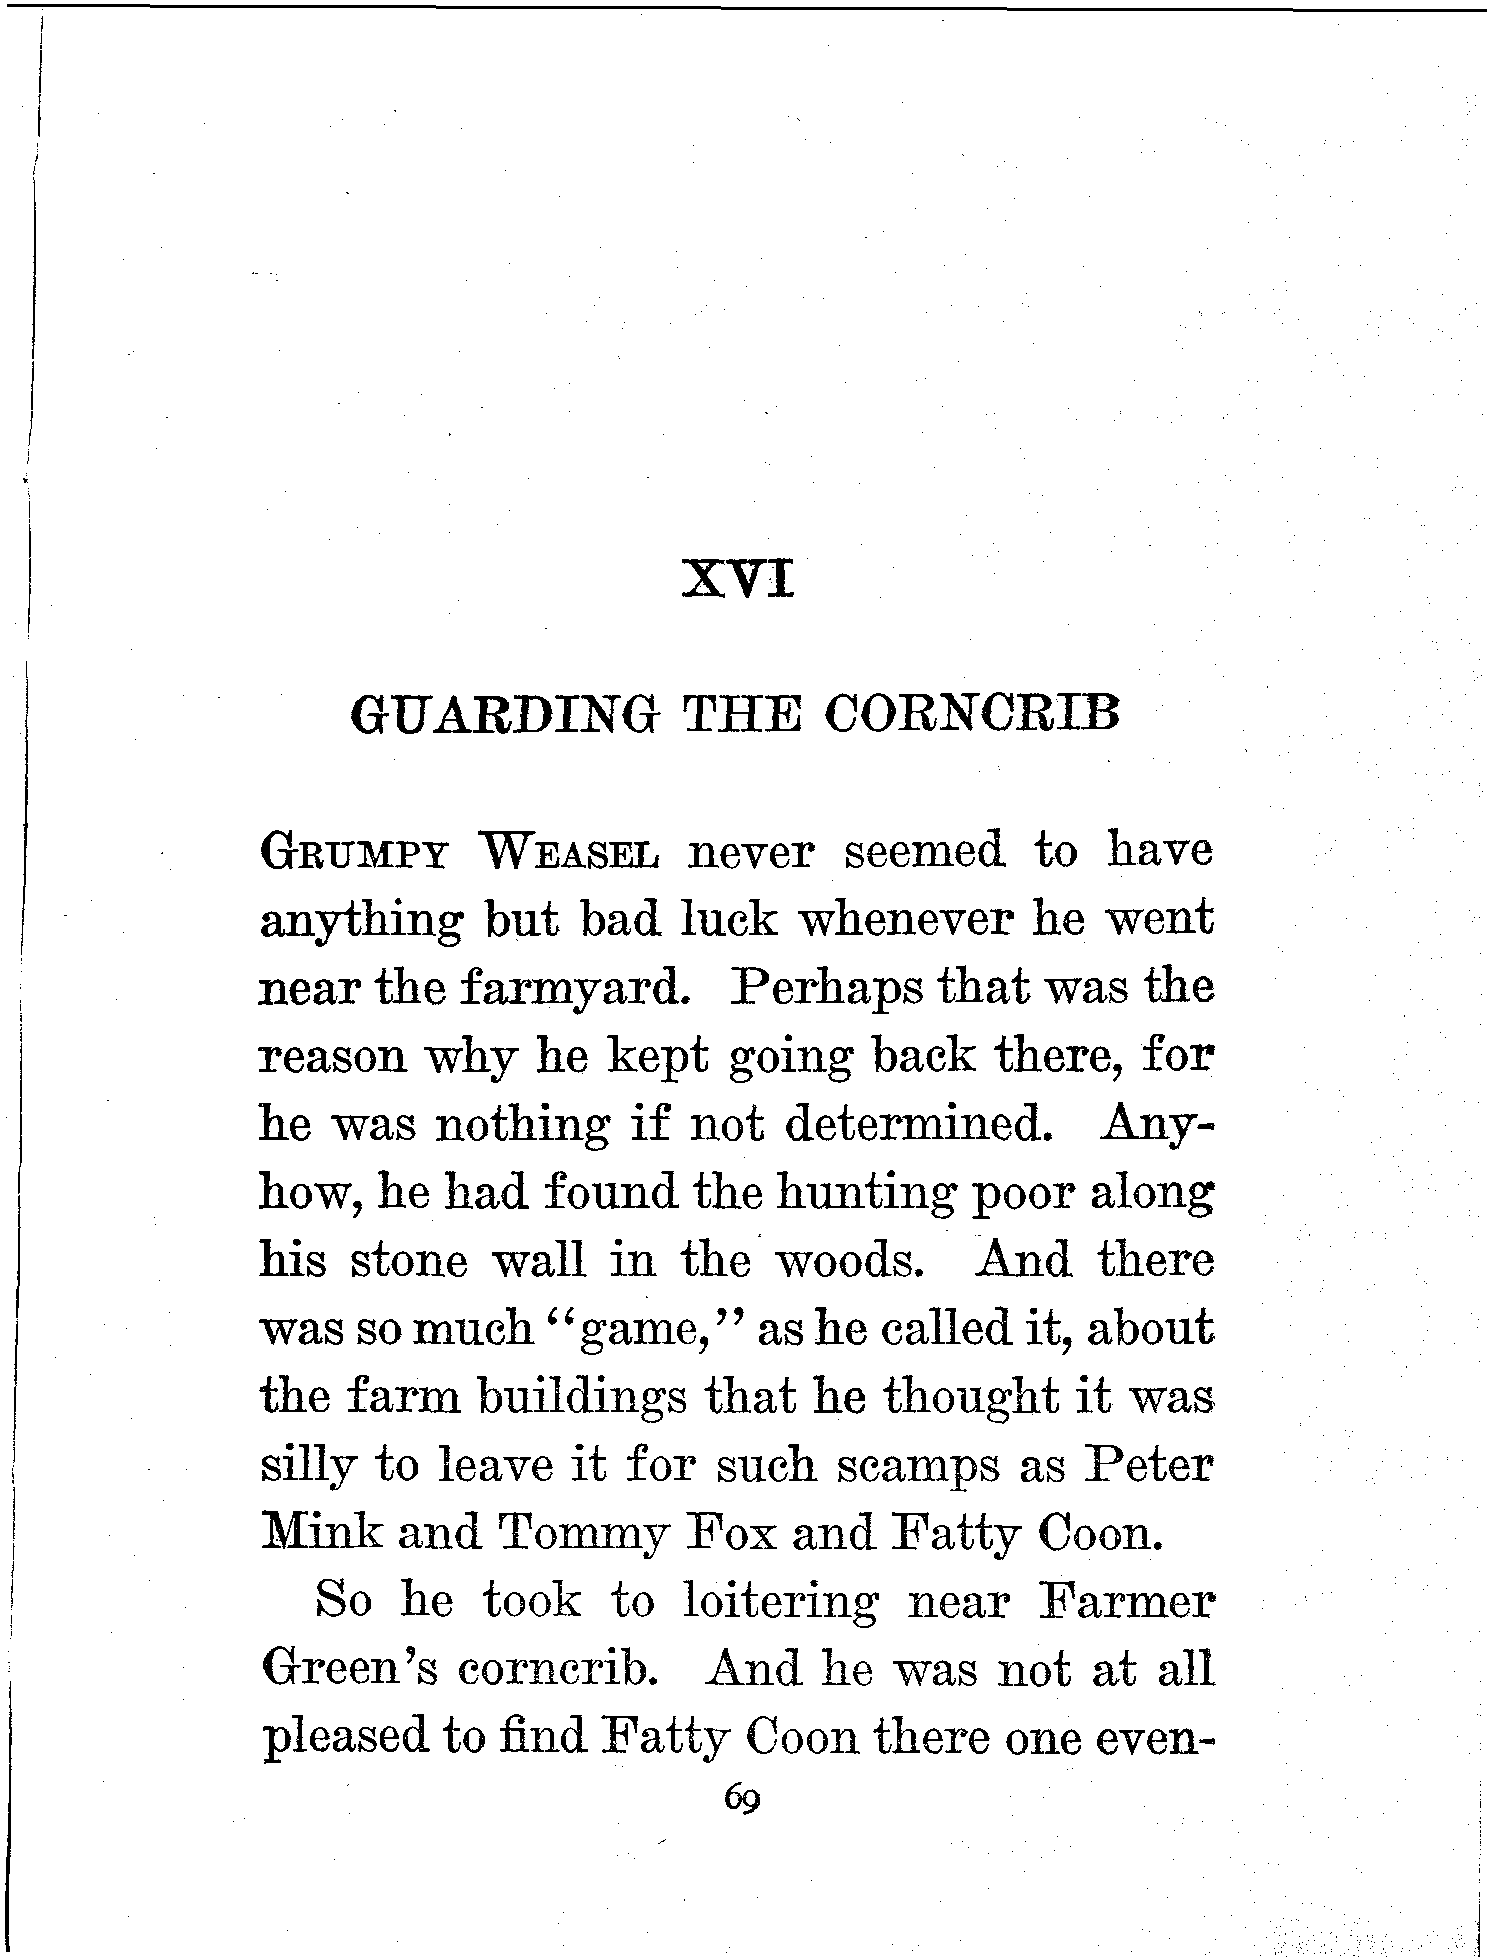 XVI
GUARDING THE CORNCRIB
GRUMPY WEASEL never seemed to have
anything but bad luck whenever he went
near the farmyard. Perhaps that was the
reason why he kept going back there, for
he was nothing if not determined. Any-
how, he had found the hunting poor along
his stone wall in the woods. And there
was so much "game," as he called it, about
the farm buildings that he thought it was
silly to leave it for such scamps as Peter
Mink and Tommy Fox and Fatty Coon.
So he took to loitering near Farmer
Green's corncrib. And he was not at all
pleased to find Fatty Coon there one even-
69